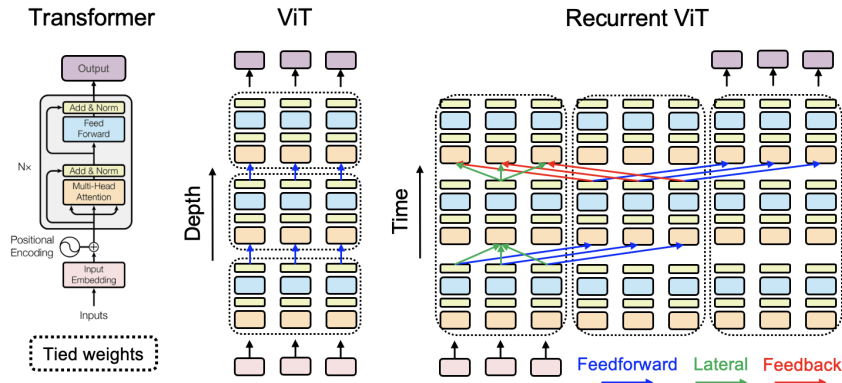 Transformer
Output
Add & Norm
Feed
Forward
Nx
Add & Norm
Multi-Head
Attention
Positional
Encoding
Input
Embedding
Inputs
Tied weights
ViT
Depth
Recurrent ViT
Time
Feedforward
Lateral
Feedback